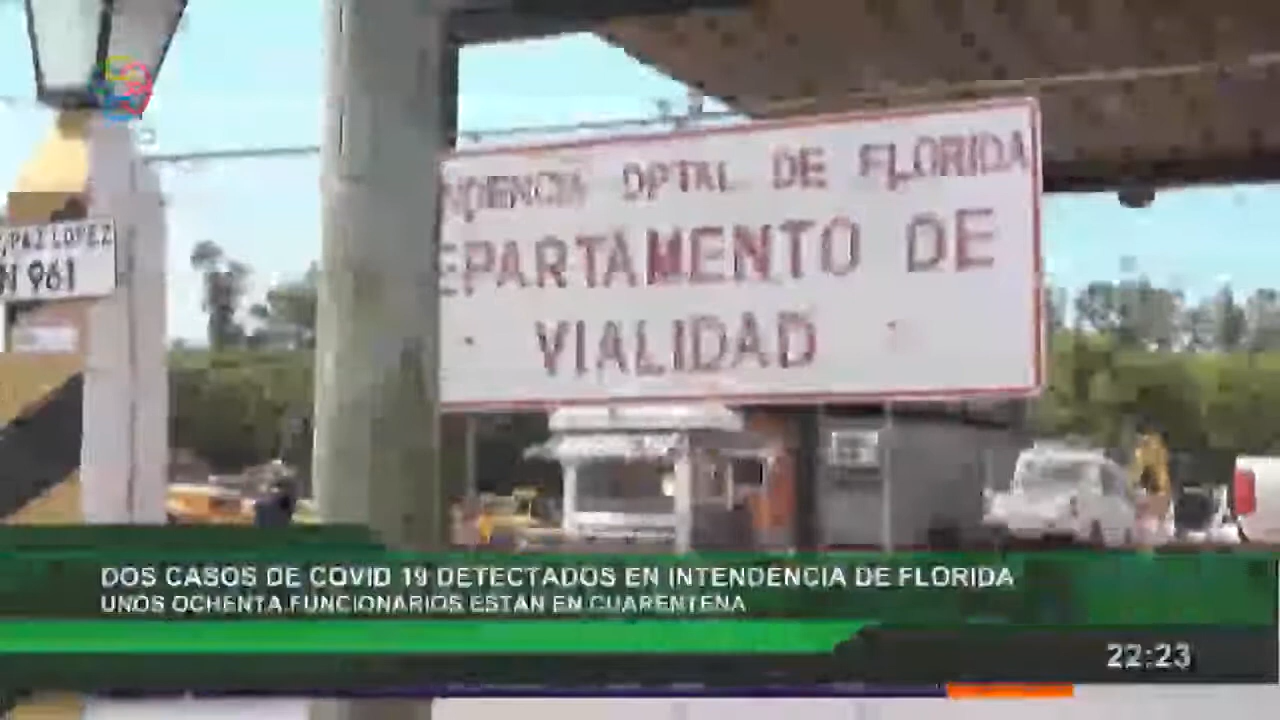 NDENCIA DPTAL DE FLORIDA
EPARTAMENTO DE
VIALIDAD
PAZ LOPEZ
N 961
DOS CASOS DE COVID 19 DETECTADOS EN INTENDENCIA DE FLORIDA
UNOS OCHENTA FUNCIONARIOS ESTAN EN CUARENTENA
22:23